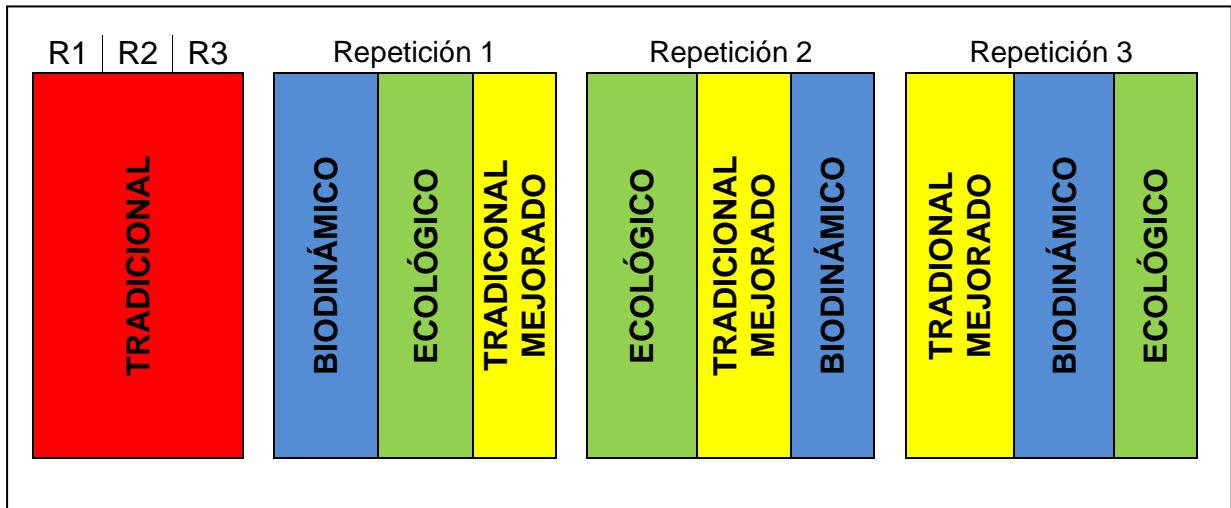 R1 R2 R3
TRADICIONAL
Repetición 1
BIODINÁMICO
ECOLÓGICO
TRADICONAL
MEJORADO
Repetición 2
ECOLÓGICO
TRADICIONAL
MEJORADO
BIODINÁMICO
Repetición 3
TRADIONAL
MEJORADO
BIODINÁMICO
ECOLÓGICO